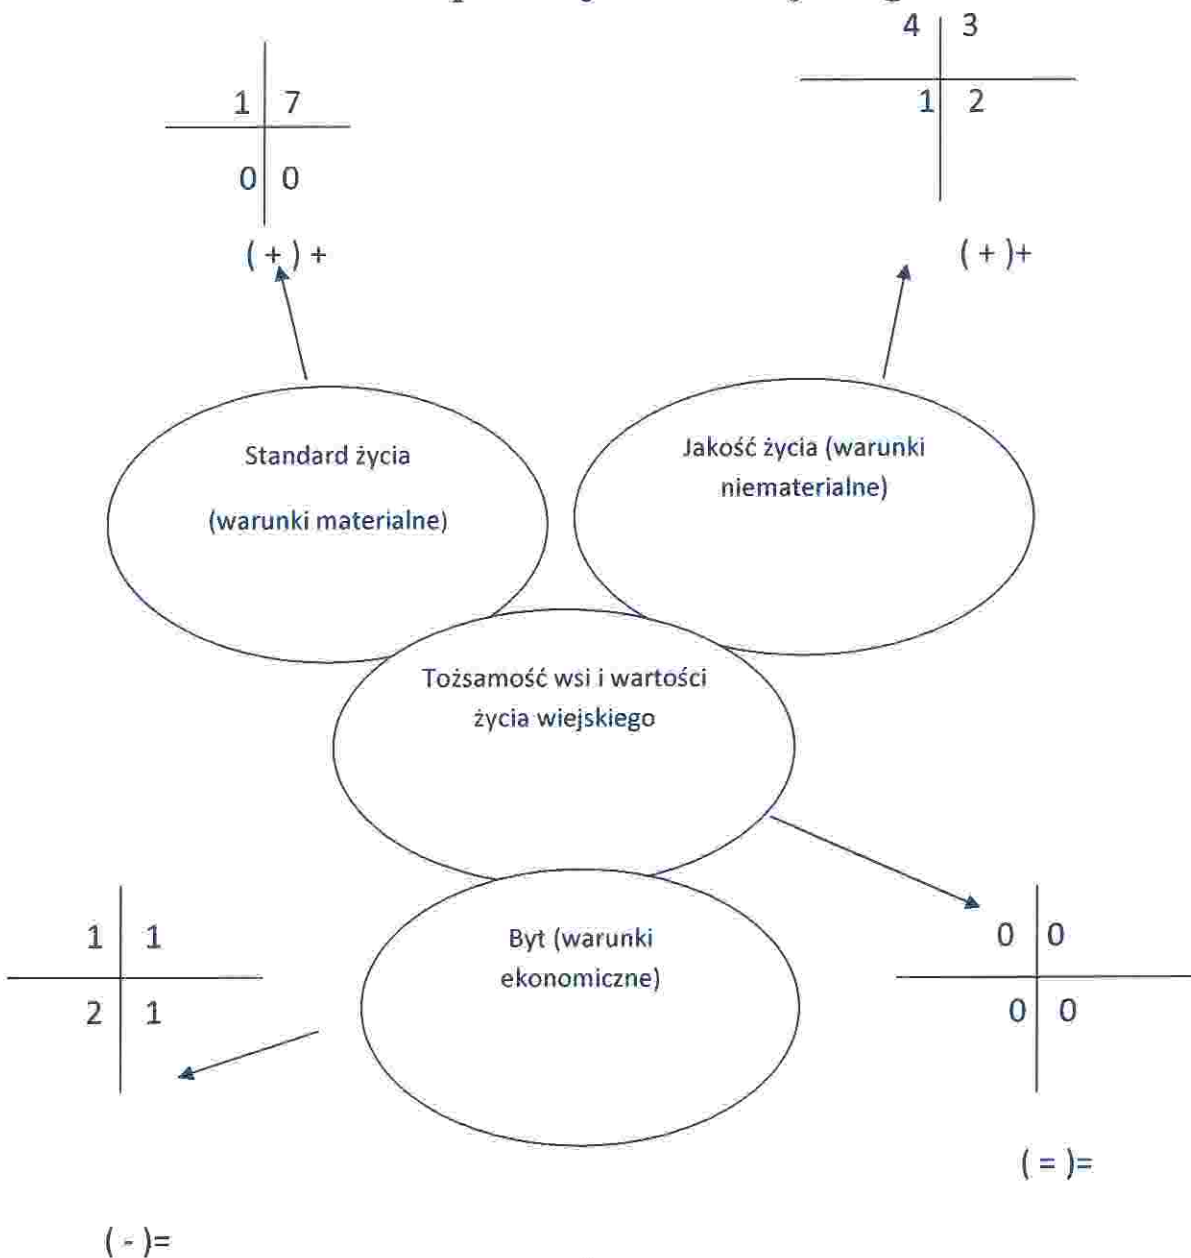 4 3
1 2
1 7
0 0
( + ) +
( + )+
Standard życia
(warunki materialne)
Jakość życia (warunki
niematerialne)
Tożsamość wsi i wartości
życia wiejskiego
1 1
2 1
Byt (warunki
ekonomiczne)
0 0
0 0
( = )=
( - )=